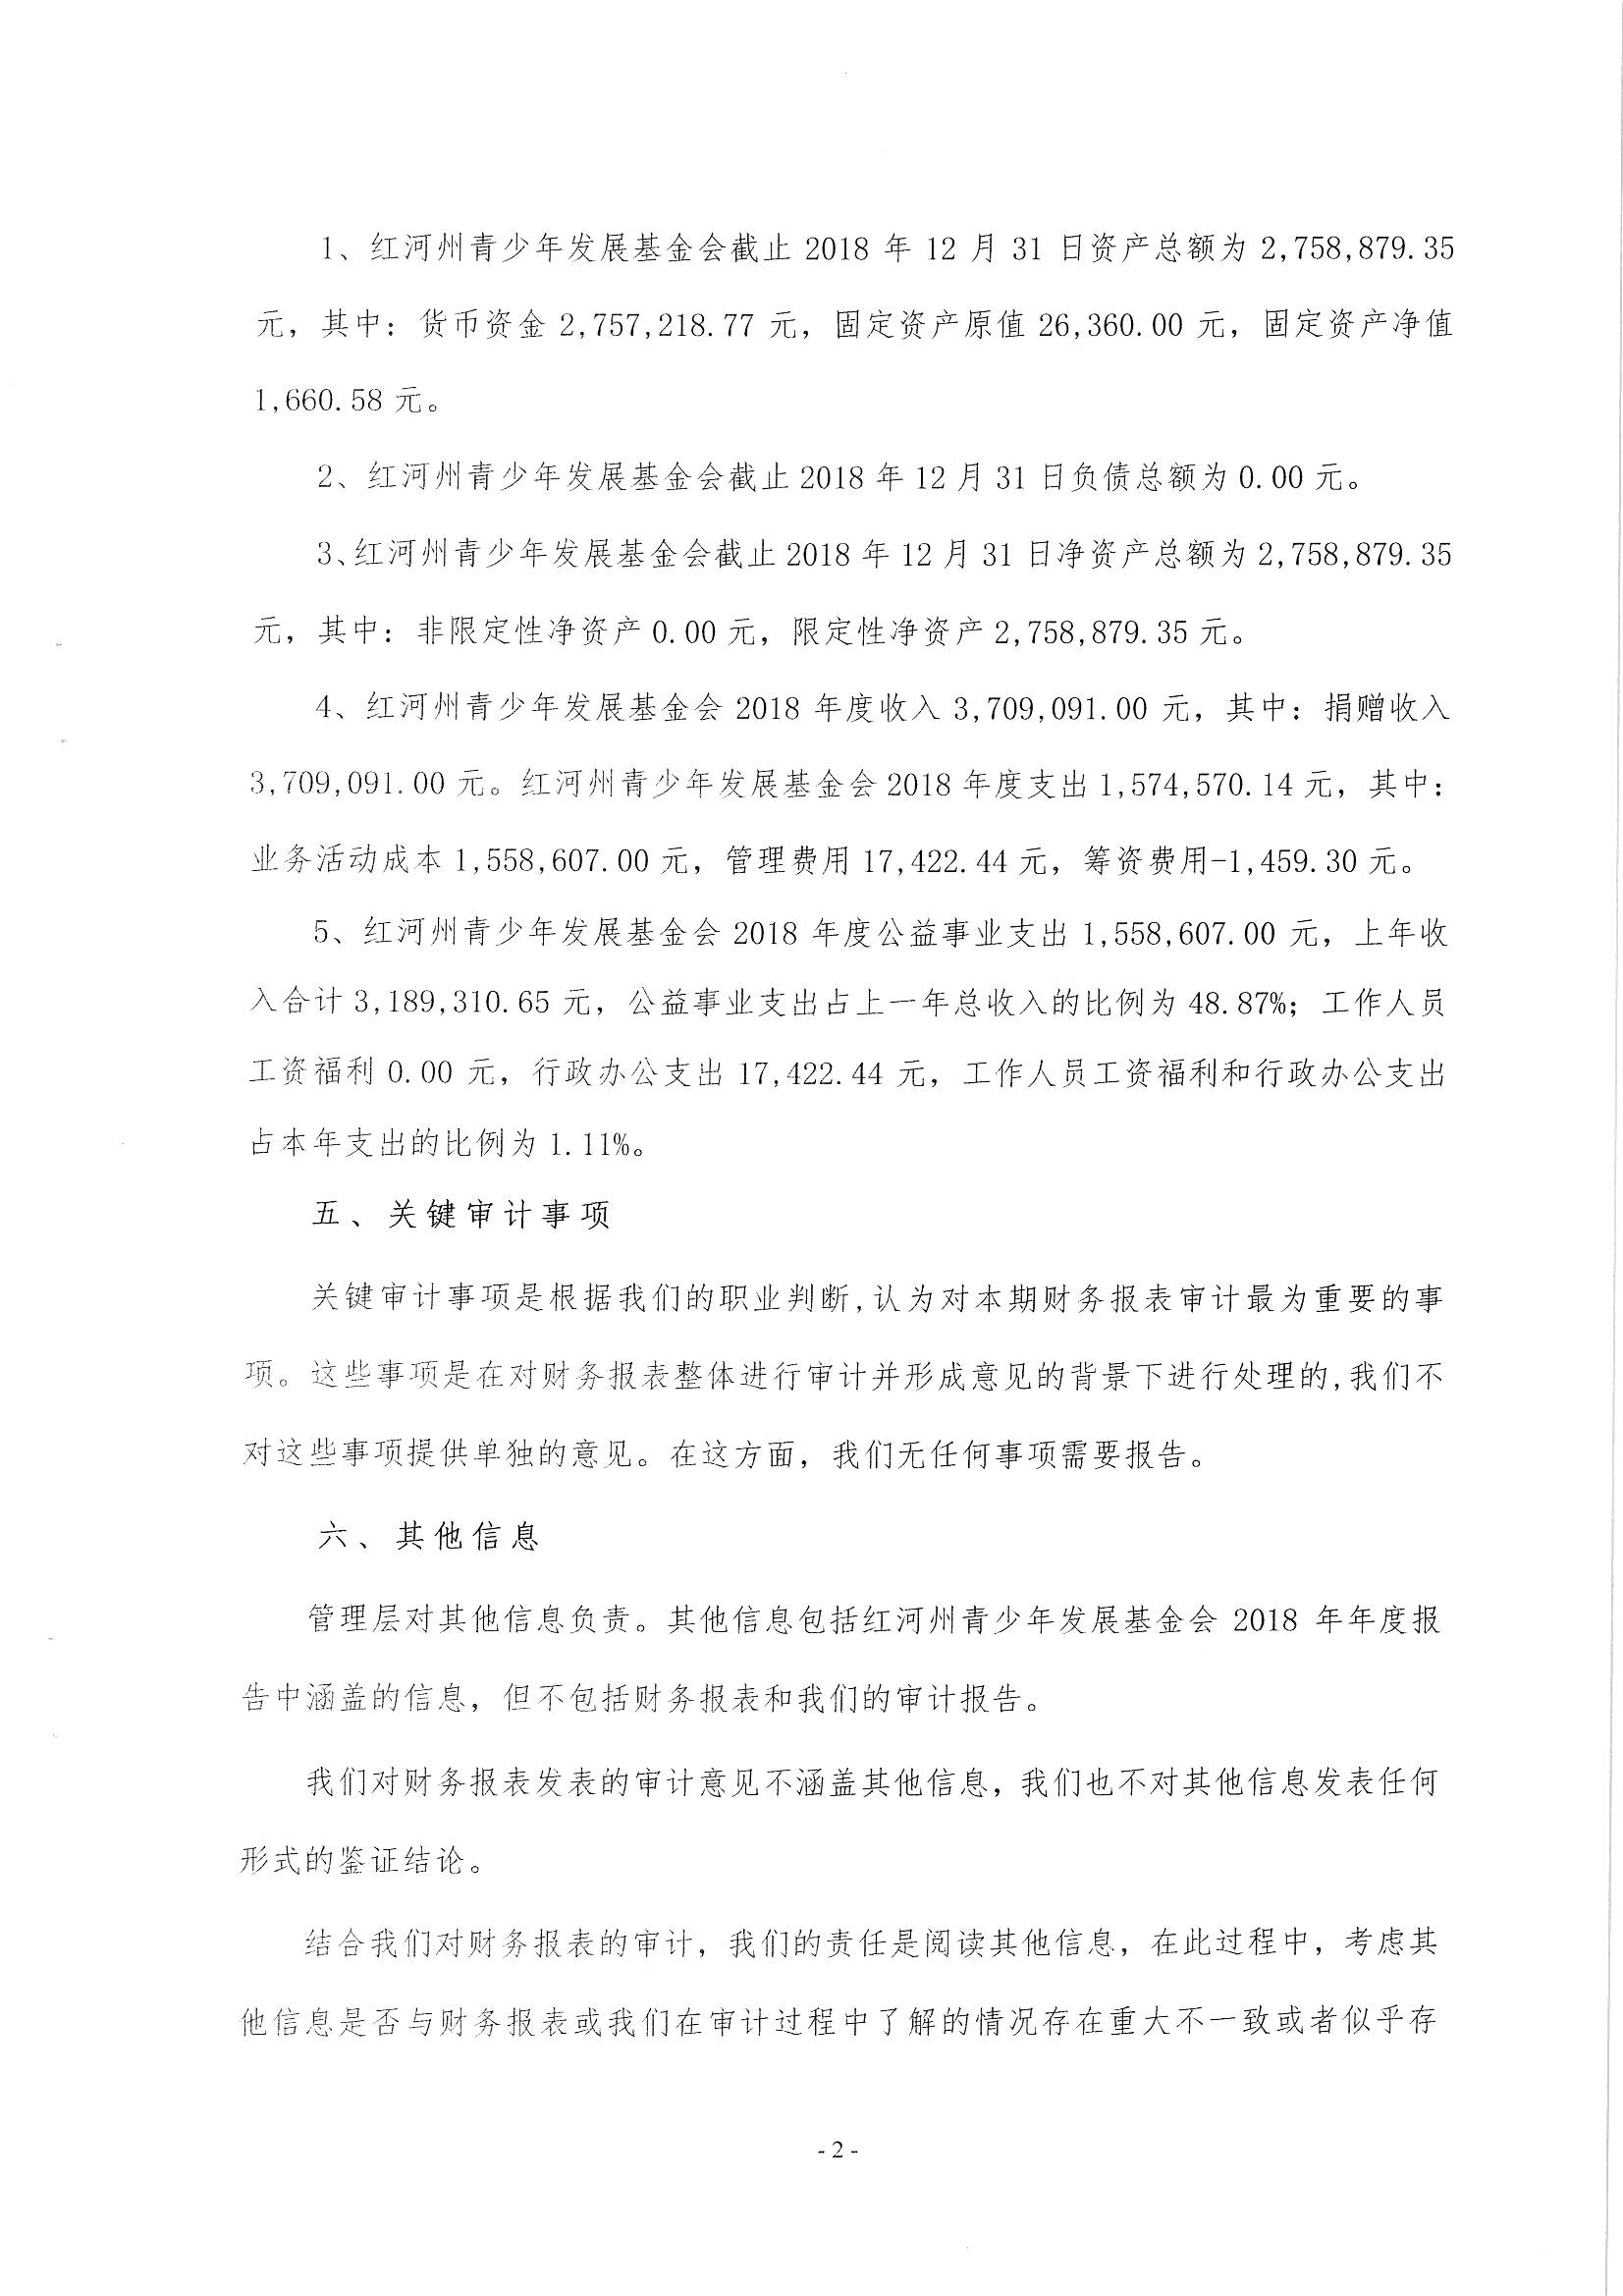 1、红河州青少年发展基金会截止 2018 年 12 月 31 日资产总额为 2,758,879.35
元，其中：货币资金 2,757,218.77 元，固定资产原值 26,360.00 元，固定资产净值
1,660.58 元。
2、红河州青少年发展基金会截止 2018 年 12 月 31 日负债总额为 0.00 元。
3、红河州青少年发展基金会截止 2018 年 12 月 31 日净资产总额为 2,758,879.35
元，其中：非限定性净资产 0.00 元，限定性净资产 2,758,879.35 元。
4、红河州青少年发展基金会 2018 年度收入 3,709,091.00 元，其中：捐赠收入
3,709,091.00 元。红河州青少年发展基金会 2018 年度支出 1,574,570.14 元，其中：
业务活动成本 1,558,607.00 元，管理费用 17,422.44 元，筹资费用-1,459.30 元。
5、红河州青少年发展基金会 2018 年度公益事业支出 1,558,607.00 元，上年收
入合计 3,189,310.65 元，公益事业支出占上一年总收入的比例为 48.87%；工作人员
工资福利 0.00 元，行政办公支出 17,422.44 元，工作人员工资福利和行政办公支出
占本年支出的比例为 1.11%。
五、关键审计事项
关键审计事项是根据我们的职业判断,认为对本期财务报表审计最为重要的事
项。这些事项是在对财务报表整体进行审计并形成意见的背景下进行处理的,我们不
对这些事项提供单独的意见。在这方面，我们无任何事项需要报告。
六、其他信息
管理层对其他信息负责。其他信息包括红河州青少年发展基金会 2018 年年度报
告中涵盖的信息，但不包括财务报表和我们的审计报告。
我们对财务报表发表的审计意见不涵盖其他信息，我们也不对其他信息发表任何
形式的鉴证结论。
结合我们对财务报表的审计，我们的责任是阅读其他信息，在此过程中，考虑其
他信息是否与财务报表或我们在审计过程中了解的情况存在重大不一致或者似乎存
- 2 -